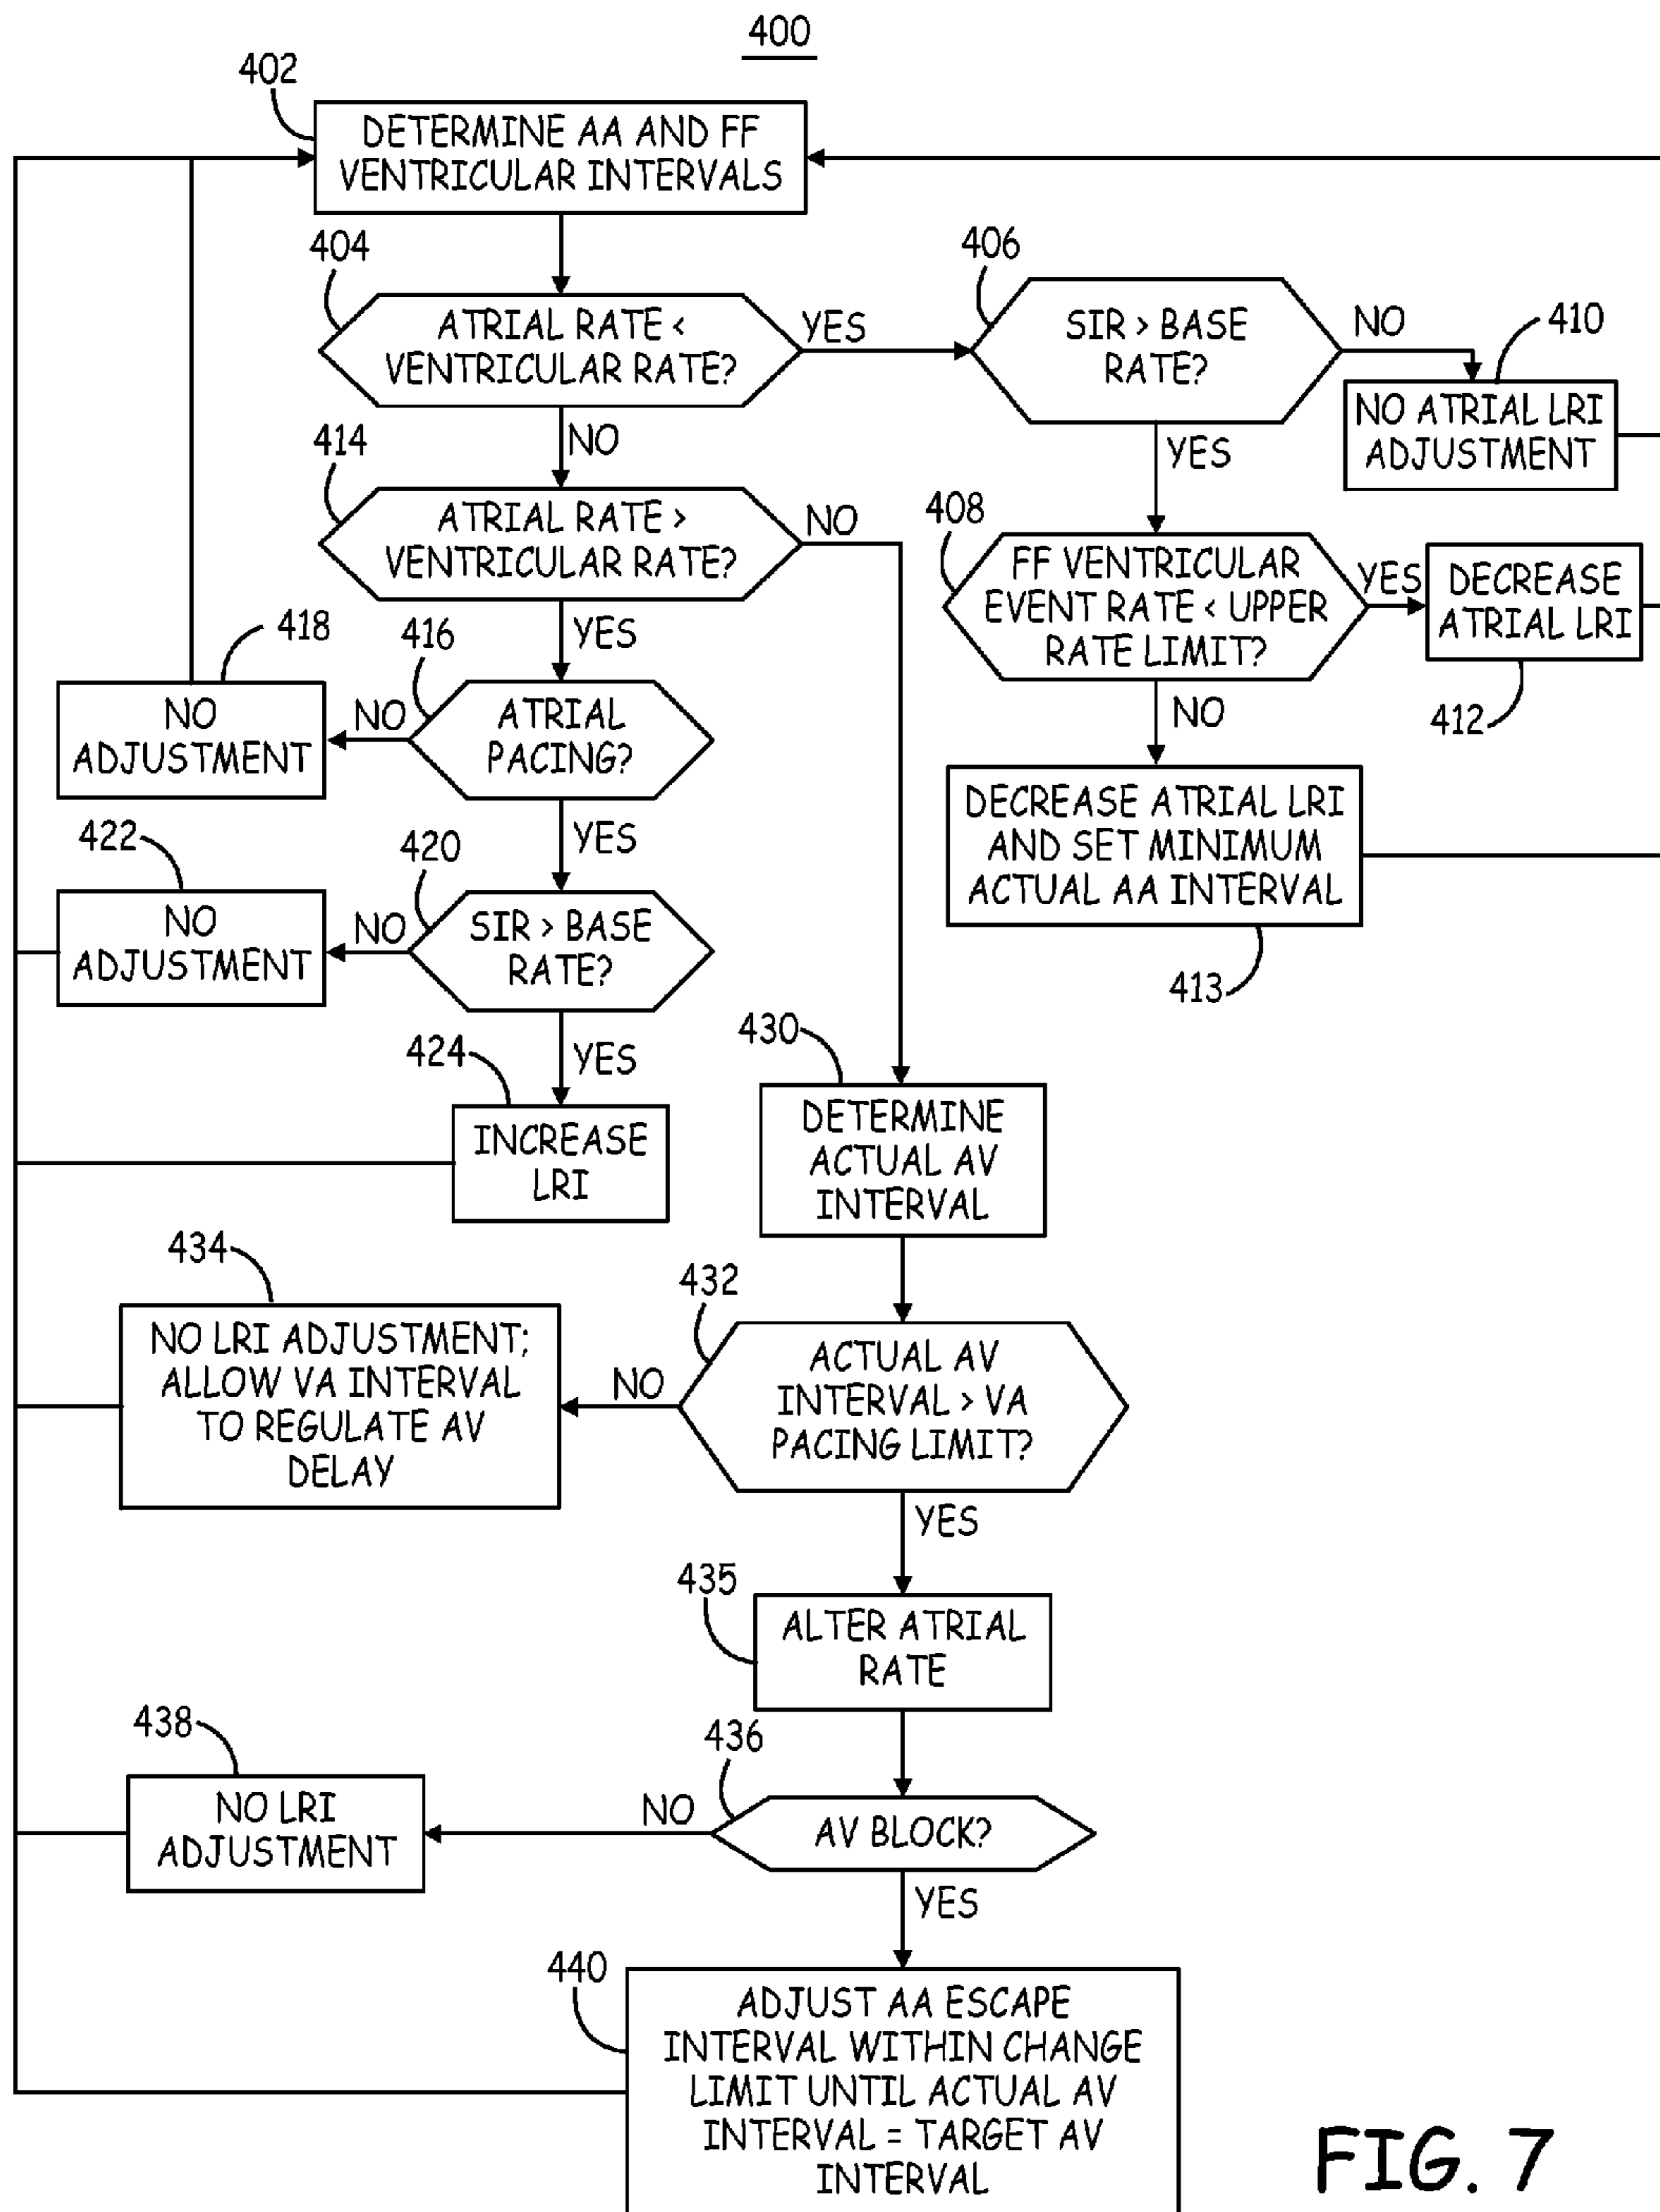 400
402
DETERMINE AA AND FF
VENTRICULAR INTERVALS
404
ATRIAL RATE <
VENTRICULAR RATE?
YES
406
SIR > BASE
RATE?
NO
410
NO ATRIAL LRI
ADJUSTMENT
NO
YES
414
ATRIAL RATE >
VENTRICULAR RATE?
NO
408
FF VENTRICULAR
EVENT RATE < UPPER
RATE LIMIT?
YES
DECREASE
ATRIAL LRI
412
YES
418
NO
ADJUSTMENT
NO
416
ATRIAL
PACING?
NO
DECREASE ATRIAL LRI
AND SET MINIMUM
ACTUAL AA INTERVAL
413
YES
422
NO
ADJUSTMENT
NO
420
SIR > BASE
RATE?
YES
424
INCREASE
LRI
430
DETERMINE
ACTUAL AV
INTERVAL
434
NO LRI ADJUSTMENT;
ALLOW VA INTERVAL
TO REGULATE AV
DELAY
NO
432
ACTUAL AV
INTERVAL > VA
PACING LIMIT?
YES
435
ALTER ATRIAL
RATE
438
NO LRI
ADJUSTMENT
NO
436
AV BLOCK?
YES
440
ADJUST AA ESCAPE
INTERVAL WITHIN CHANGE
LIMIT UNTIL ACTUAL AV
INTERVAL = TARGET AV
INTERVAL
FIG. 7